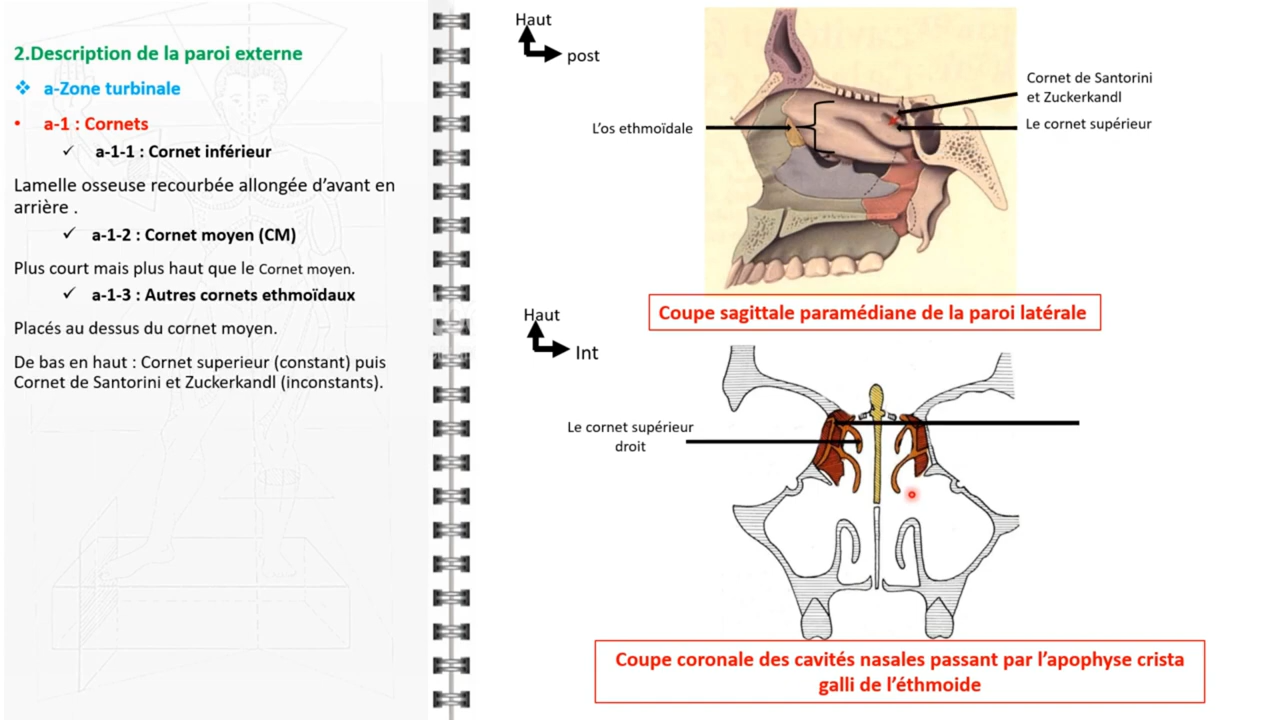 2.Description de la paroi externe
❖ a-Zone turbinale
• a-1 : Cornets
✓ a-1-1 : Cornet inférieur
Lamelle osseuse recourbée allongée d’avant en
arrière .
✓ a-1-2 : Cornet moyen (CM)
Plus court mais plus haut que le Cornet moyen.
✓ a-1-3 : Autres cornets ethmoïdaux
Placés au dessus du cornet moyen.
De bas en haut : Cornet superieur (constant) puis
Cornet de Santorini et Zuckerkandl (inconstants).
Haut
post
L’os ethmoïdale
Cornet de Santorini
et Zuckerkandl
Le cornet supérieur
Coupe sagittale paramédiane de la paroi latérale
Haut
Int
Le cornet supérieur
droit
Coupe coronale des cavités nasales passant par l’apophyse crista
galli de l’éthmoide